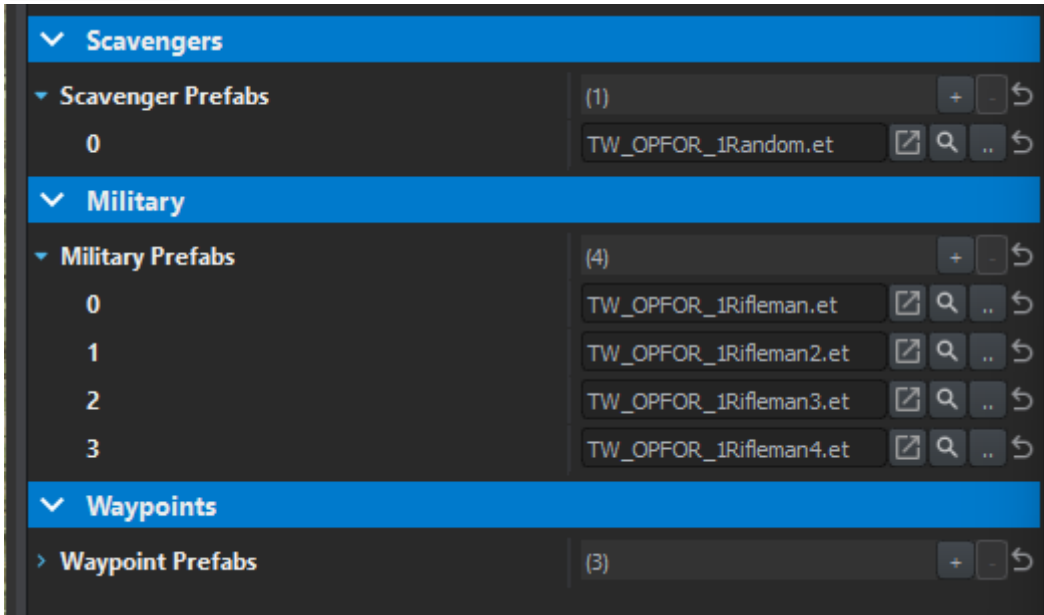 Scavengers
Scavenger Prefabs (1) + -
0 TW_OPFOR_1Random.et ..
Military
Military Prefabs (4) + -
0 TW_OPFOR_1Rifleman.et ..
1 TW_OPFOR_1Rifleman2.et ..
2 TW_OPFOR_1Rifleman3.et ..
3 TW_OPFOR_1Rifleman4.et ..
Waypoints
Waypoint Prefabs (3) + -